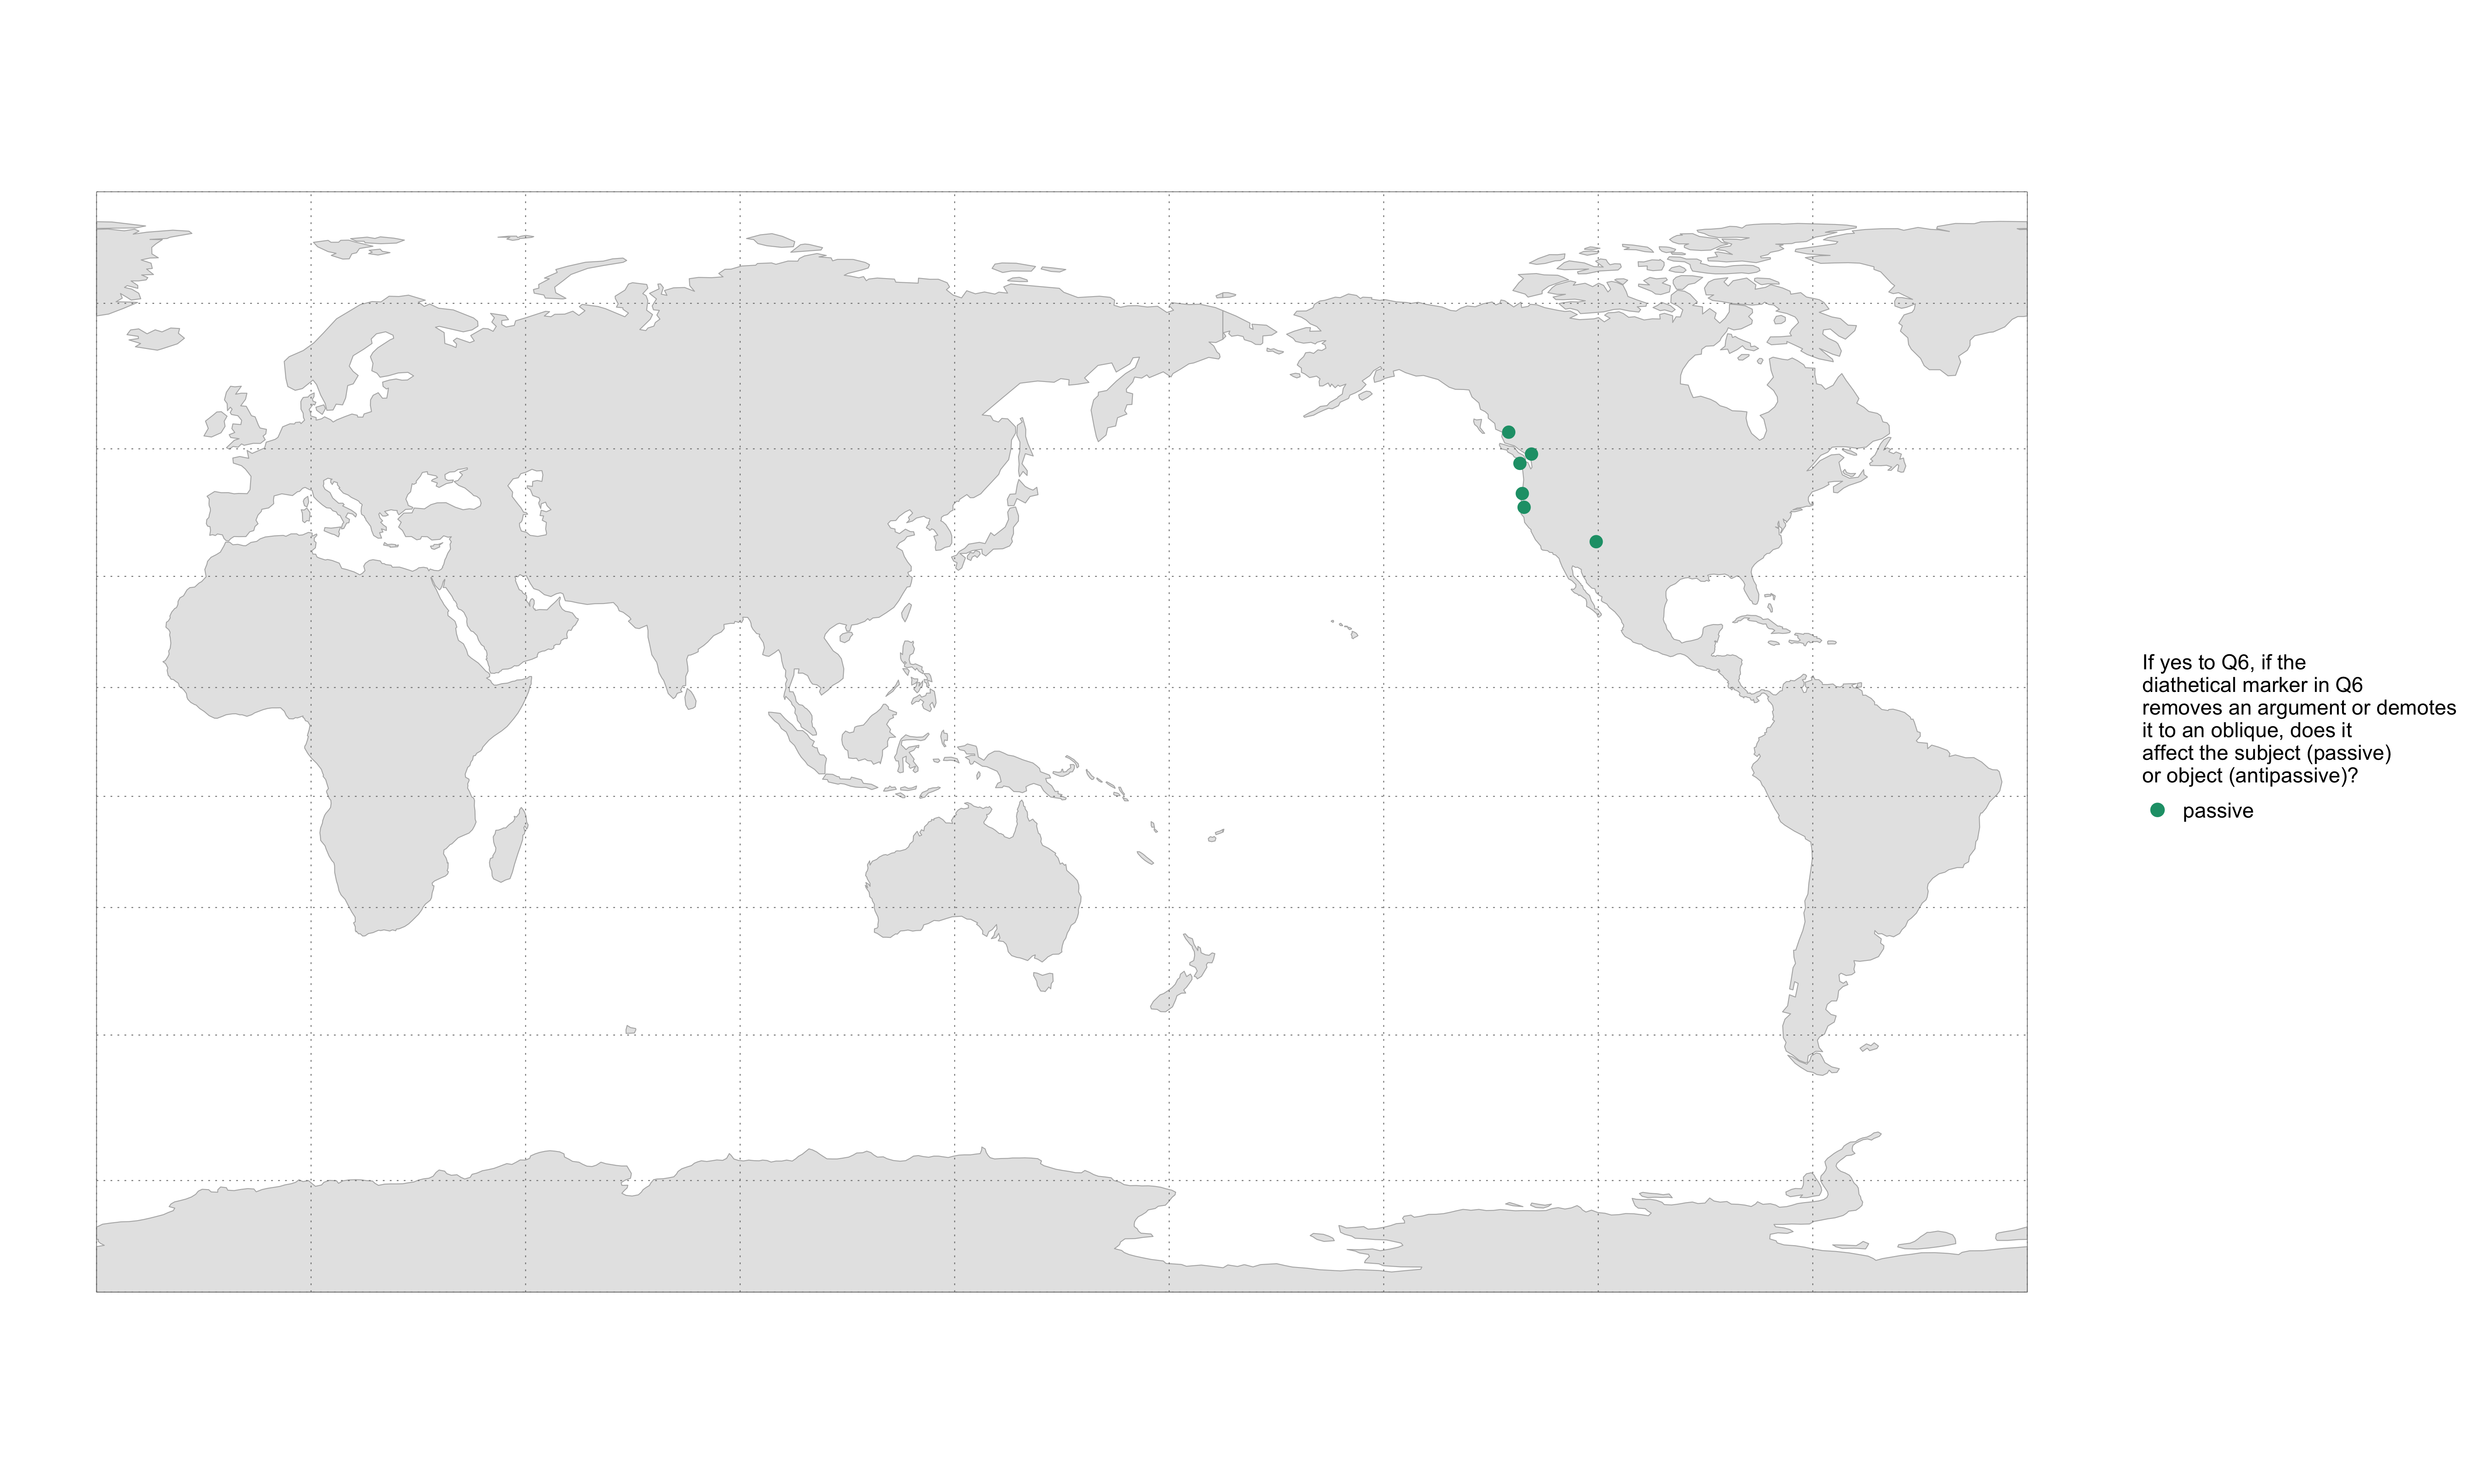 If yes to Q6, if the
diathetical marker in Q6
removes an argument or demotes
it to an oblique, does it
affect the subject (passive)
or object (antipassive)?
passive